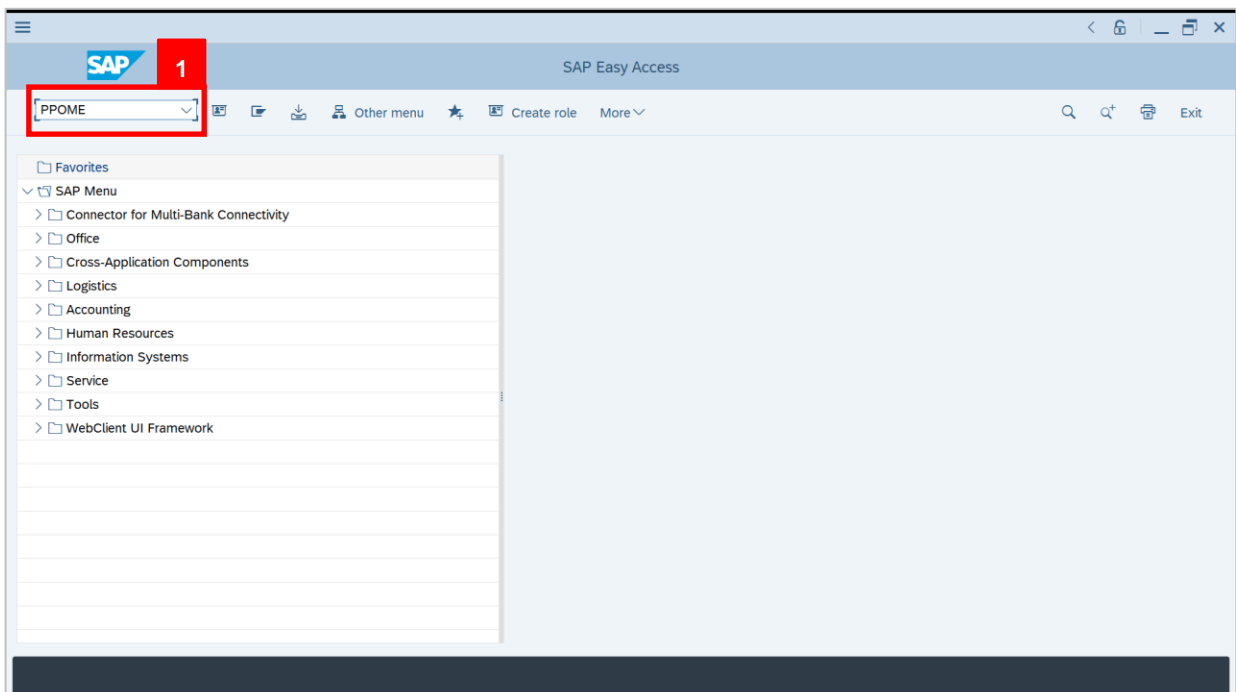 SAP
1
SAP Easy Access
PPOME
Other menu
Create role
More
Exit
Favorites
SAP Menu
Connector for Multi-Bank Connectivity
Office
Cross-Application Components
Logistics
Accounting
Human Resources
Information Systems
Service
Tools
WebClient UI Framework